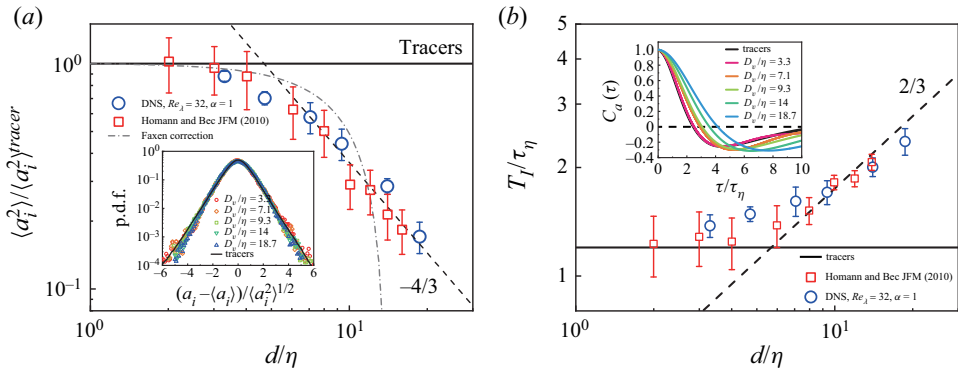 (a)
⟨a_i^2⟩/⟨a_i^2⟩^tracer
10^0
10^-1
Tracers
DNS, Re_λ = 32, α = 1
Homann and Bec JFM (2010)
Faxen correction
−4/3
p.d.f.
10^0
10^-1
10^-2
10^-3
10^-4
D_v/η = 3.3
D_v/η = 7.1
D_v/η = 9.3
D_v/η = 14
D_v/η = 18.7
tracers
−6 −4 −2 0 2 4 6
(a_i − ⟨a_i⟩)/⟨a_i^2⟩^1/2
10^0 10^1
d/η
(b)
T_I/τ_η
5
4
3
2
1
2/3
C_a (τ)
1.0
0.8
0.6
0.4
0.2
0
−0.2
−0.4
tracers
D_v/η = 3.3
D_v/η = 7.1
D_v/η = 9.3
D_v/η = 14
D_v/η = 18.7
0 2 4 6 8 10
τ/τ_η
tracers
Homann and Bec JFM (2010)
DNS, Re_λ = 32, α = 1
10^0 10^1
d/η